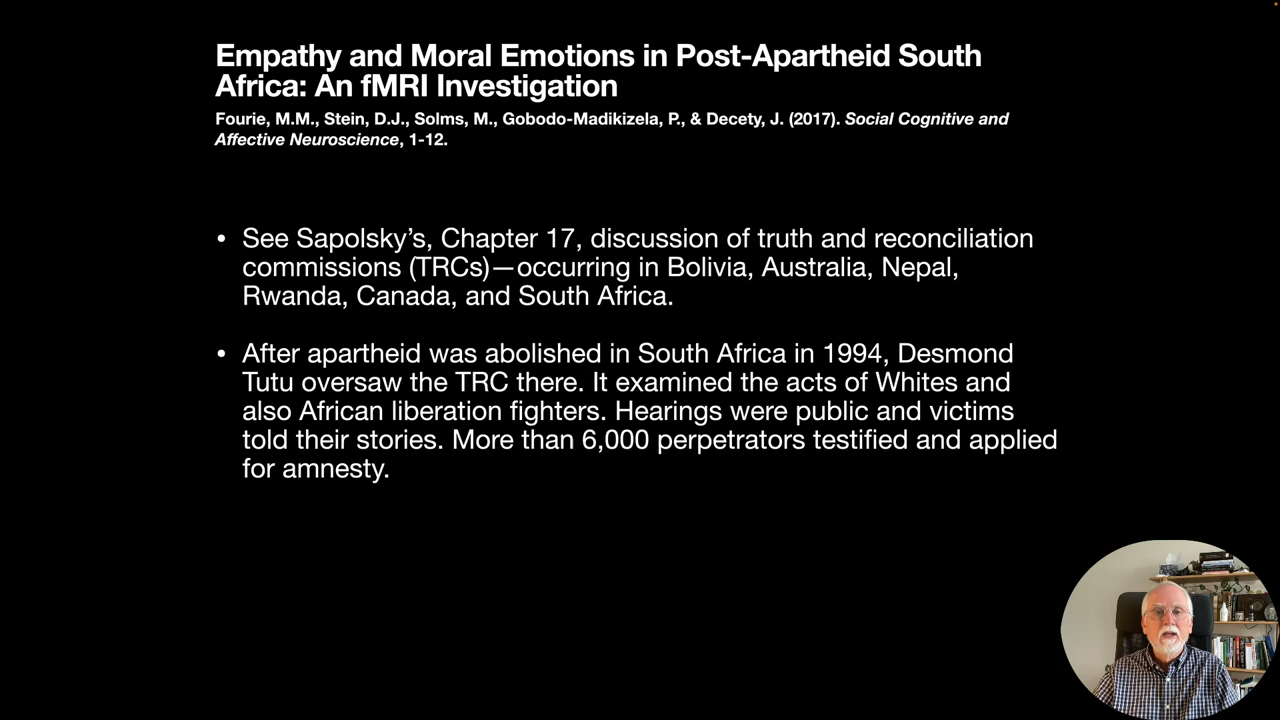 Empathy and Moral Emotions in Post-Apartheid South
Africa: An fMRI Investigation
Fourie, M.M., Stein, D.J., Solms, M., Gobodo-Madikizela, P., & Decety, J. (2017). Social Cognitive and
Affective Neuroscience, 1-12.
• See Sapolsky’s, Chapter 17, discussion of truth and reconciliation
commissions (TRCs)—occurring in Bolivia, Australia, Nepal,
Rwanda, Canada, and South Africa.
• After apartheid was abolished in South Africa in 1994, Desmond
Tutu oversaw the TRC there. It examined the acts of Whites and
also African liberation fighters. Hearings were public and victims
told their stories. More than 6,000 perpetrators testified and applied
for amnesty.